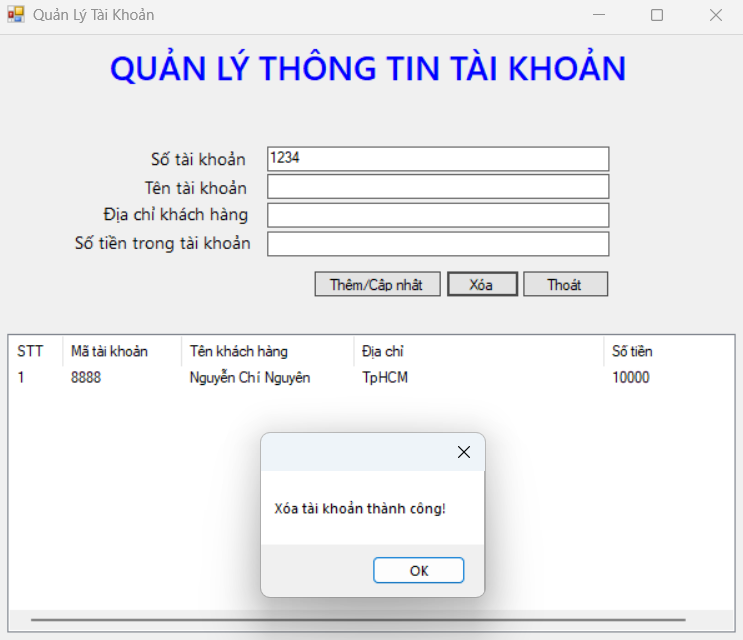 Quản Lý Tài Khoản
QUẢN LÝ THÔNG TIN TÀI KHOẢN
Số tài khoản 1234
Tên tài khoản
Địa chỉ khách hàng
Số tiền trong tài khoản
Thêm/Cập nhật Xóa Thoát
STT Mã tài khoản Tên khách hàng Địa chỉ Số tiền
1 8888 Nguyễn Chí Nguyên TpHCM 10000
Xóa tài khoản thành công!
OK